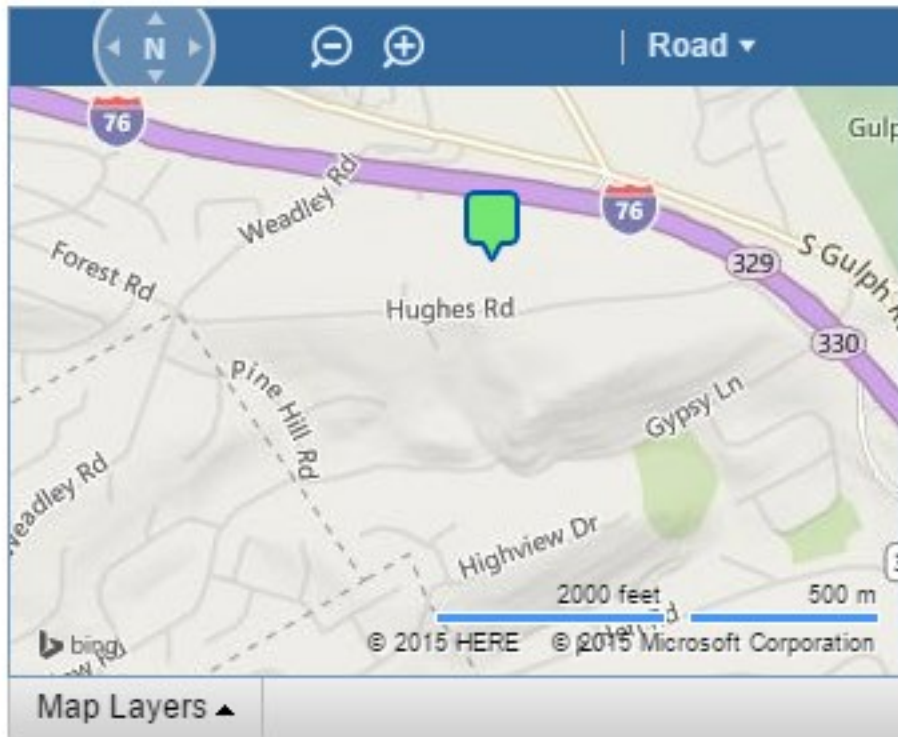 N
Road
76
Gulp
Weadley Rd
76
S Gulph R
Forest Rd
329
Hughes Rd
330
Pine Hill Rd
Gypsy Ln
Weadley Rd
Highview Dr
2000 feet
500 m
bing
© 2015 HERE
© 2015 Microsoft Corporation
Map Layers